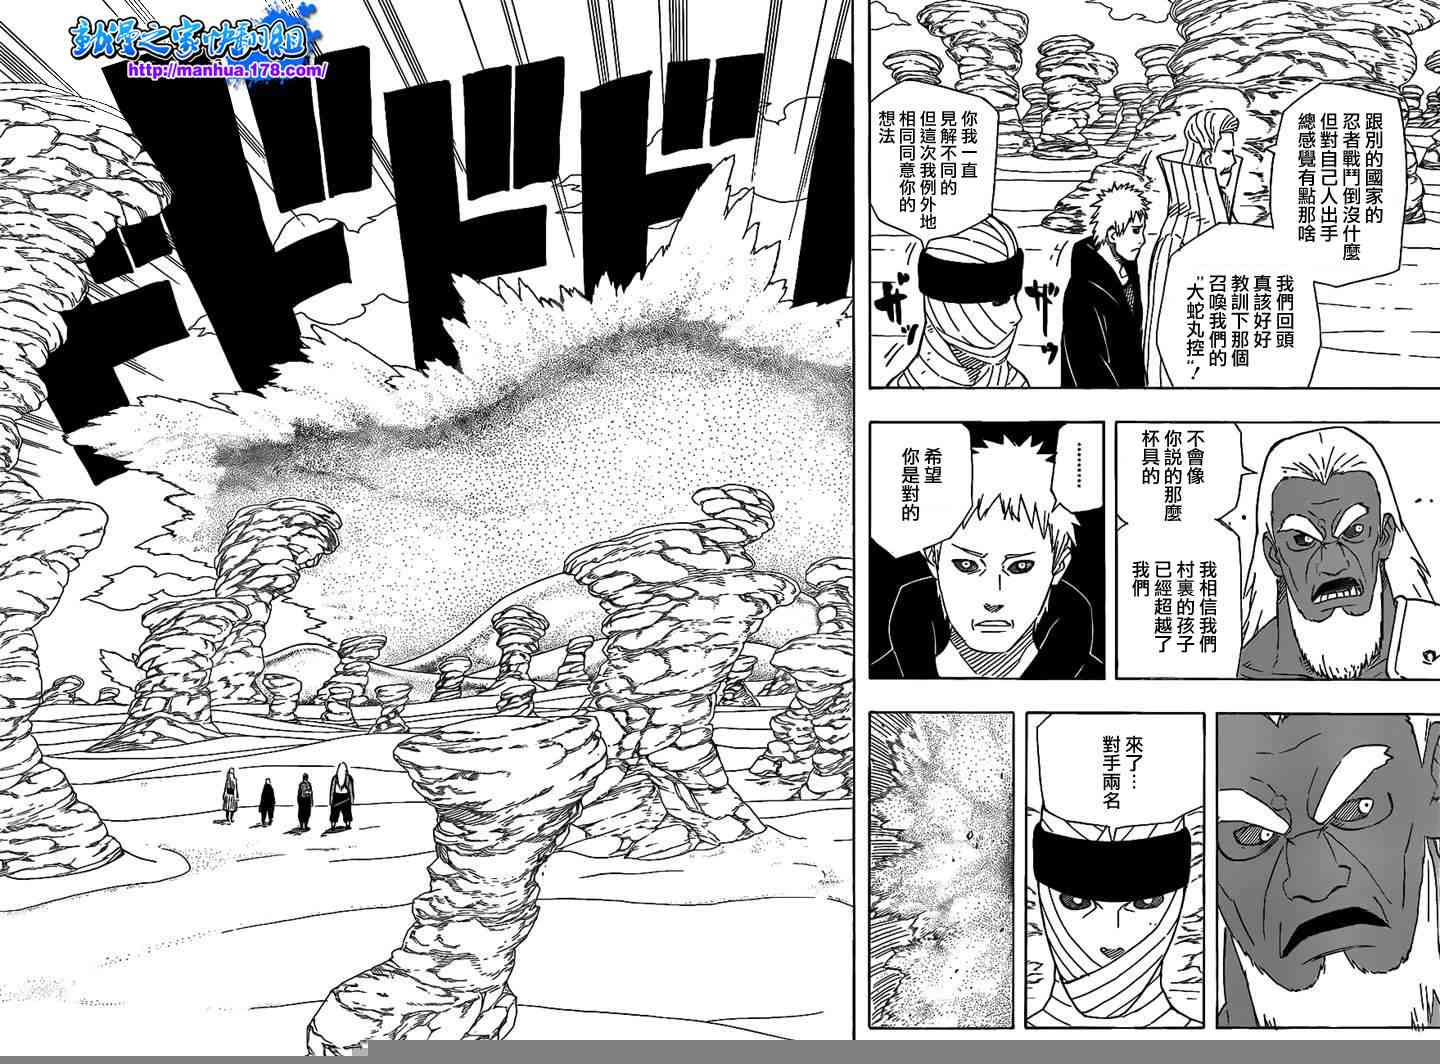 跟別的國家的
忍者戰鬥倒沒什麼
但對自己人出手
總感覺有點那啥
我們回頭
真該好好
教訓下那個
召喚我們的
"大蛇丸控"！
你我一直
見解不同的
但這次我例外地
相同同意你的
想法
ザッ
ザッ
不會像
你說的那麼
杯具的
我相信我們
村裏的孩子
已經超越了
我們
…………
希望
你是對的
來了…
對手兩名
動漫之家快翻組
http://manhua.178.com/
ドドドド